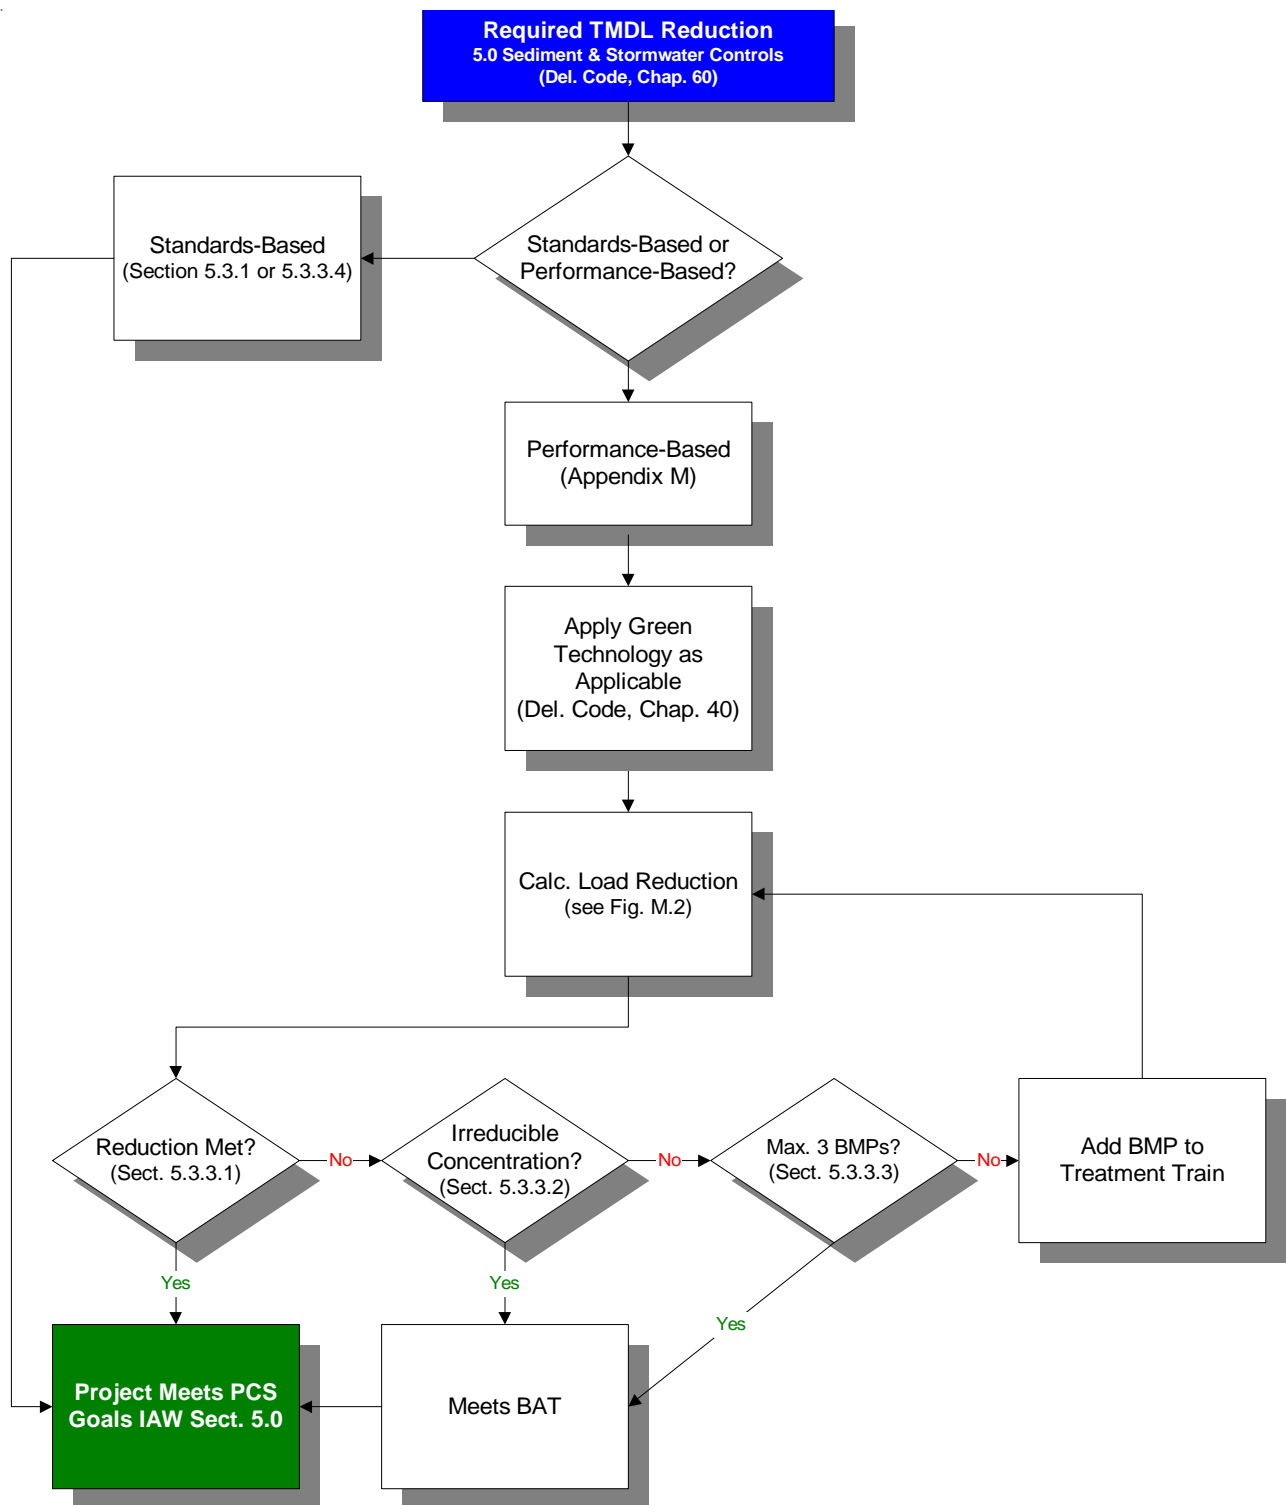 Required TMDL Reduction
5.0 Sediment & Stormwater Controls
(Del. Code, Chap. 60)
Standards-Based
(Section 5.3.1 or 5.3.3.4)
Standards-Based or
Performance-Based?
Performance-Based
(Appendix M)
Apply Green
Technology as
Applicable
(Del. Code, Chap. 40)
Calc. Load Reduction
(see Fig. M.2)
Reduction Met?
(Sect. 5.3.3.1)
No
Irreducible
Concentration?
(Sect. 5.3.3.2)
No
Max. 3 BMPs?
(Sect. 5.3.3.3)
No
Add BMP to
Treatment Train
Yes
Yes
Yes
Project Meets PCS
Goals IAW Sect. 5.0
Meets BAT